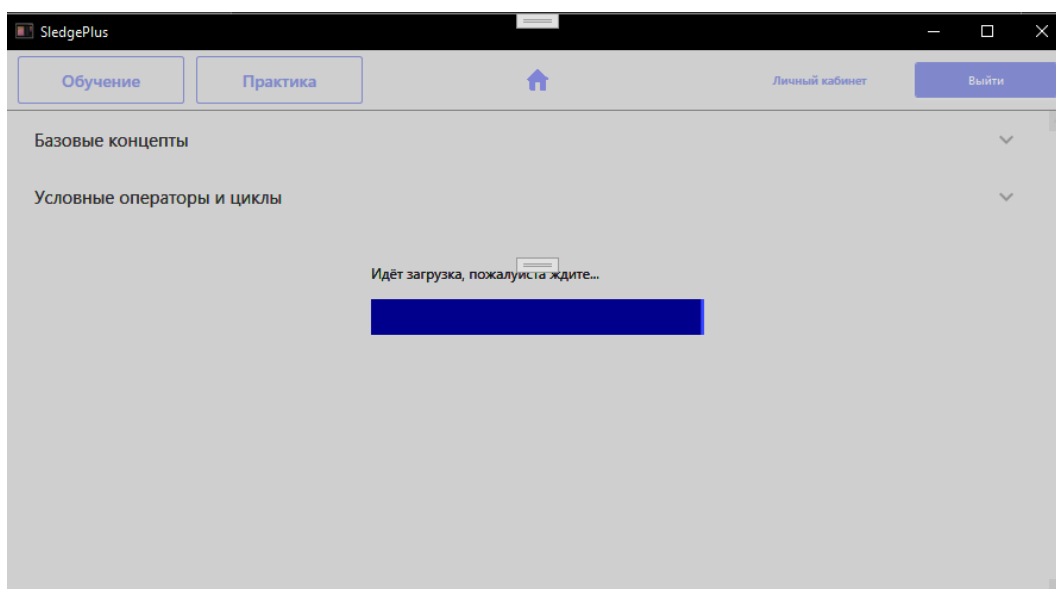 SledgePlus
Обучение
Практика
Личный кабинет
Выйти
Базовые концепты
Условные операторы и циклы
Идёт загрузка, пожалуйста ждите...